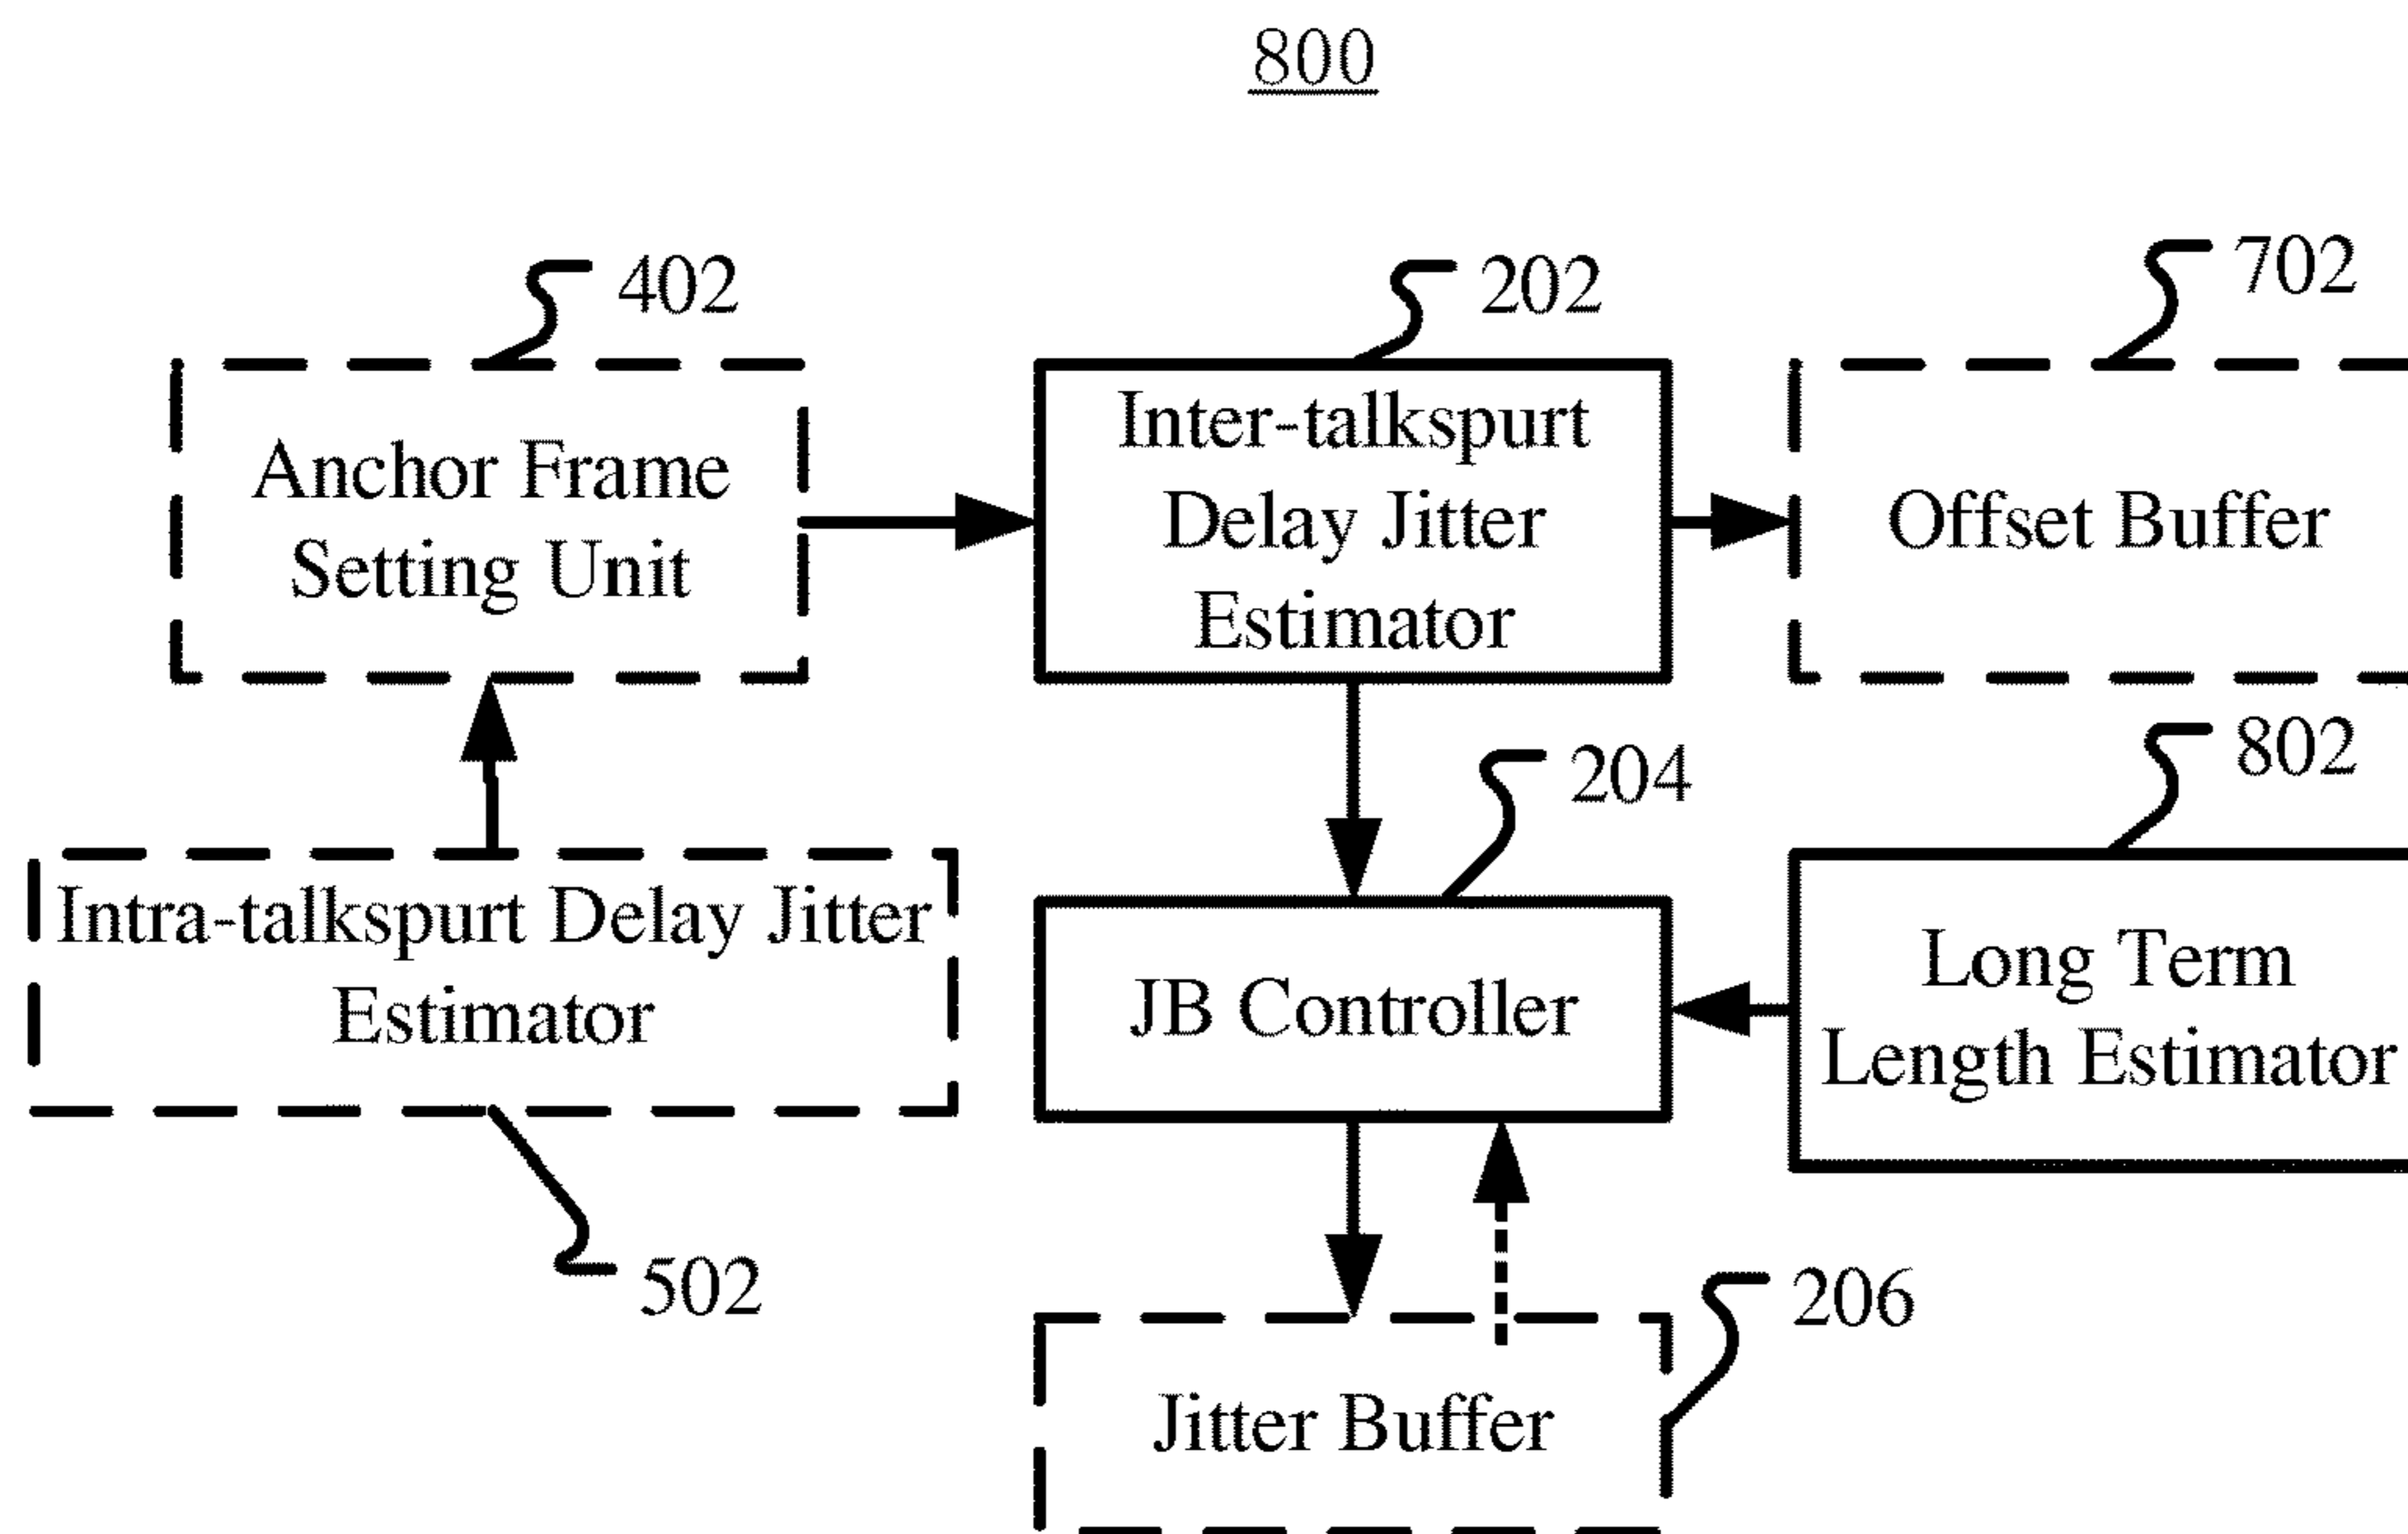 800
402
202
702
Anchor Frame
Setting Unit
Inter-talkspurt
Delay Jitter
Estimator
Offset Buffer
204
802
Intra-talkspurt Delay Jitter
Estimator
JB Controller
Long Term
Length Estimator
502
206
Jitter Buffer